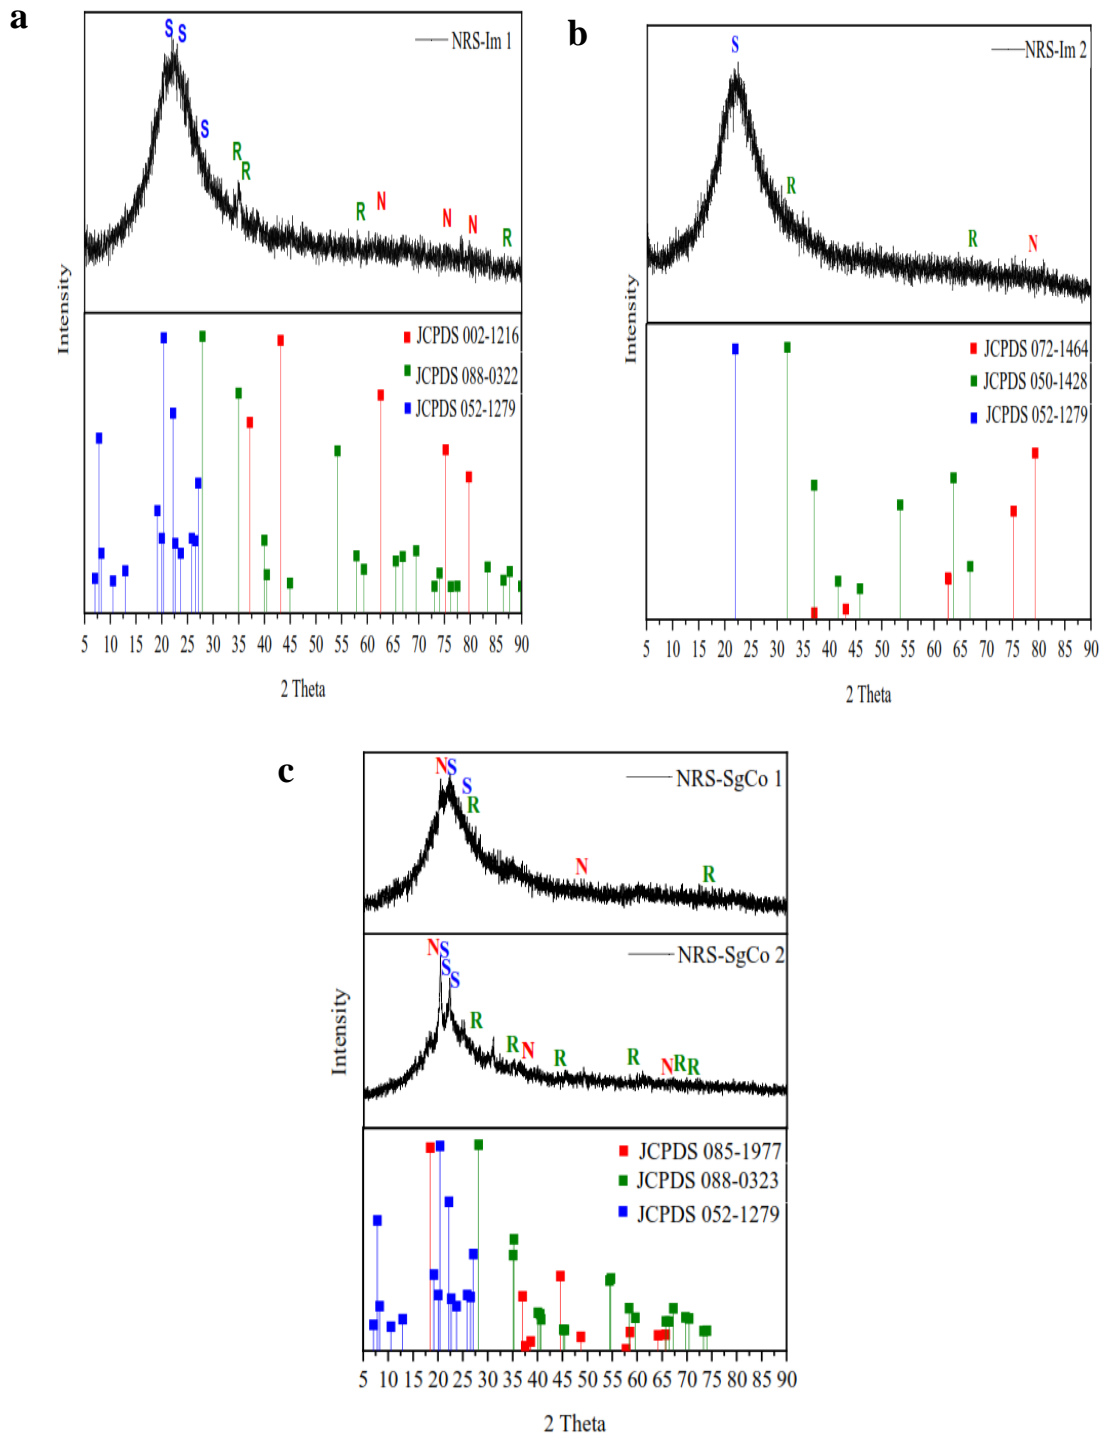 a
S S
NRS-Im 1
S
R
R
R
N
N N
R
Intensity
JCPDS 002-1216
JCPDS 088-0322
JCPDS 052-1279
5 10 15 20 25 30 35 40 45 50 55 60 65 70 75 80 85 90
2 Theta
b
S
NRS-Im 2
R
R
N
Intensity
JCPDS 072-1464
JCPDS 050-1428
JCPDS 052-1279
5 10 15 20 25 30 35 40 45 50 55 60 65 70 75 80 85 90
2 Theta
c
N S
NRS-SgCo 1
S
R
N
R
N S
NRS-SgCo 2
S
S
R
R N
R
R
N R R
Intensity
JCPDS 085-1977
JCPDS 088-0323
JCPDS 052-1279
5 10 15 20 25 30 35 40 45 50 55 60 65 70 75 80 85 90
2 Theta